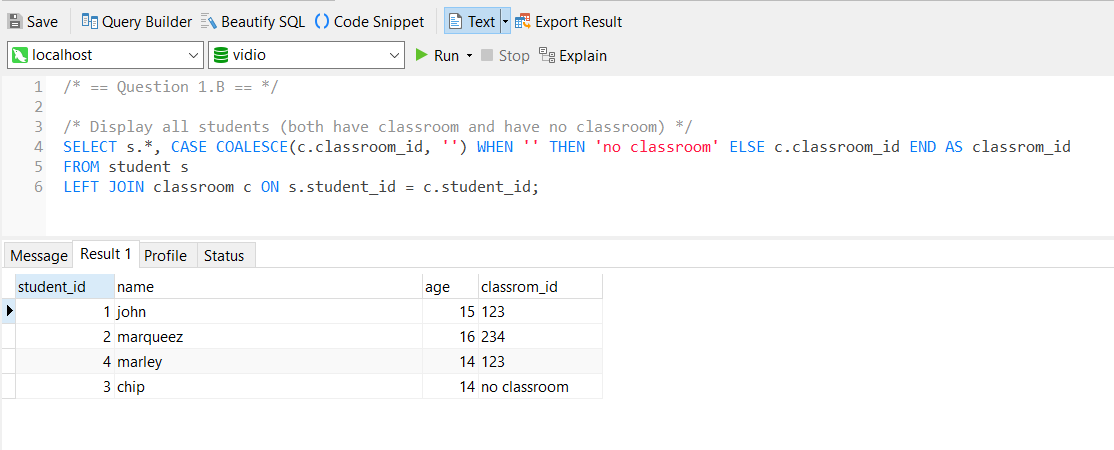 Save Query Builder Beautify SQL () Code Snippet Text Export Result
localhost vidio Run Stop Explain
1 /* == Question 1.B == */
2
3 /* Display all students (both have classroom and have no classroom) */
4 SELECT s.*, CASE COALESCE(c.classroom_id, '') WHEN '' THEN 'no classroom' ELSE c.classroom_id END AS classrom_id
5 FROM student s
6 LEFT JOIN classroom c ON s.student_id = c.student_id;
Message Result 1 Profile Status
student_id name age classrom_id
1 john 15 123
2 marqueez 16 234
4 marley 14 123
3 chip 14 no classroom